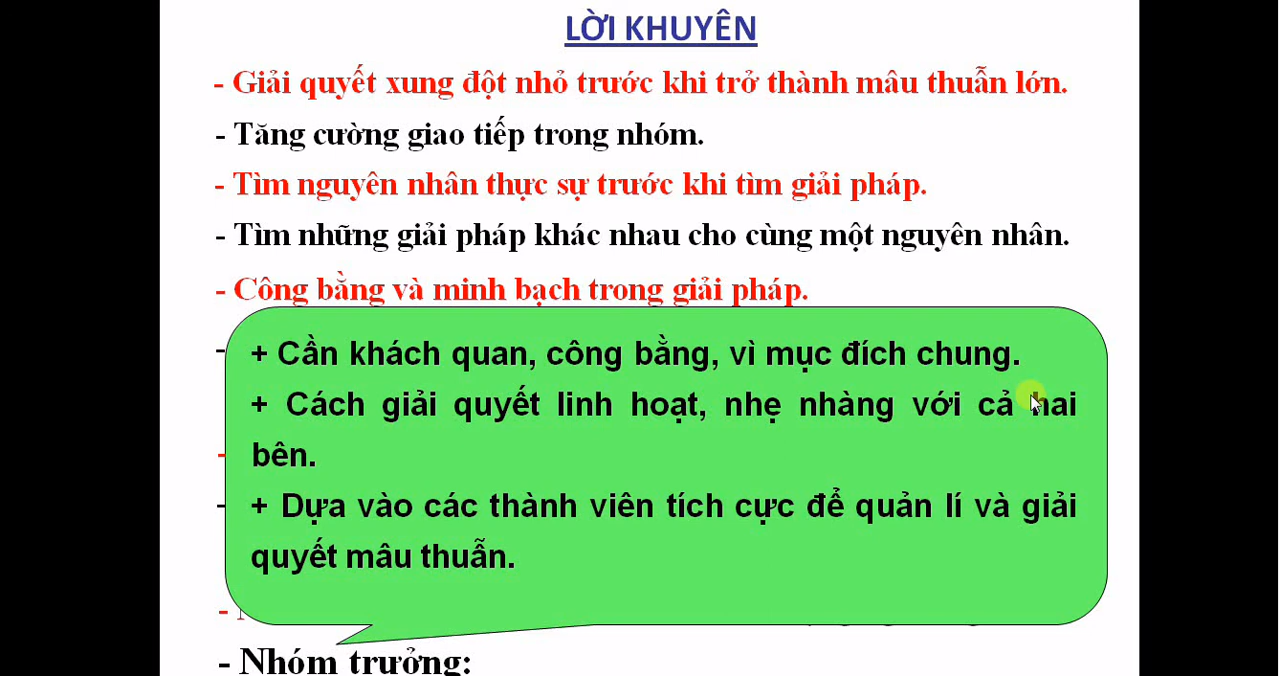 LỜI KHUYÊN
- Giải quyết xung đột nhỏ trước khi trở thành mâu thuẫn lớn.
- Tăng cường giao tiếp trong nhóm.
- Tìm nguyên nhân thực sự trước khi tìm giải pháp.
- Tìm những giải pháp khác nhau cho cùng một nguyên nhân.
- Công bằng và minh bạch trong giải pháp.
+ Cần khách quan, công bằng, vì mục đích chung.
+ Cách giải quyết linh hoạt, nhẹ nhàng với cả hai
bên.
+ Dựa vào các thành viên tích cực để quản lí và giải
quyết mâu thuẫn.
- Nhóm trưởng: